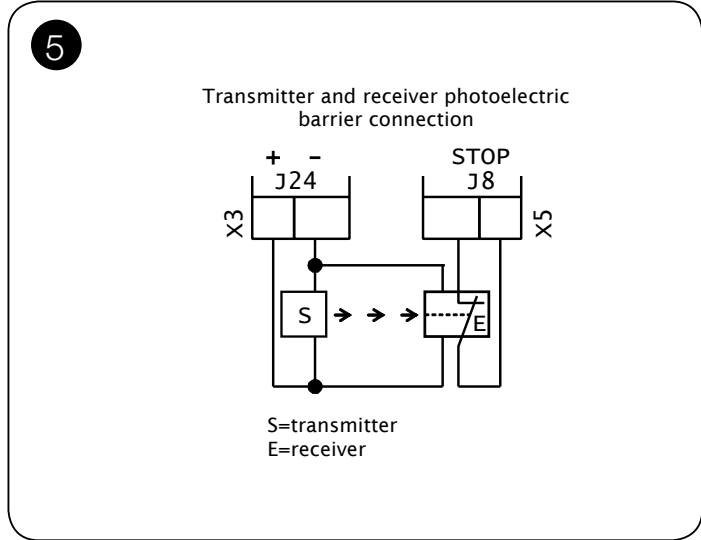 5
Transmitter and receiver photoelectric
barrier connection
+ -
J24
X3
STOP
J8
X5
S
E
S=transmitter
E=receiver